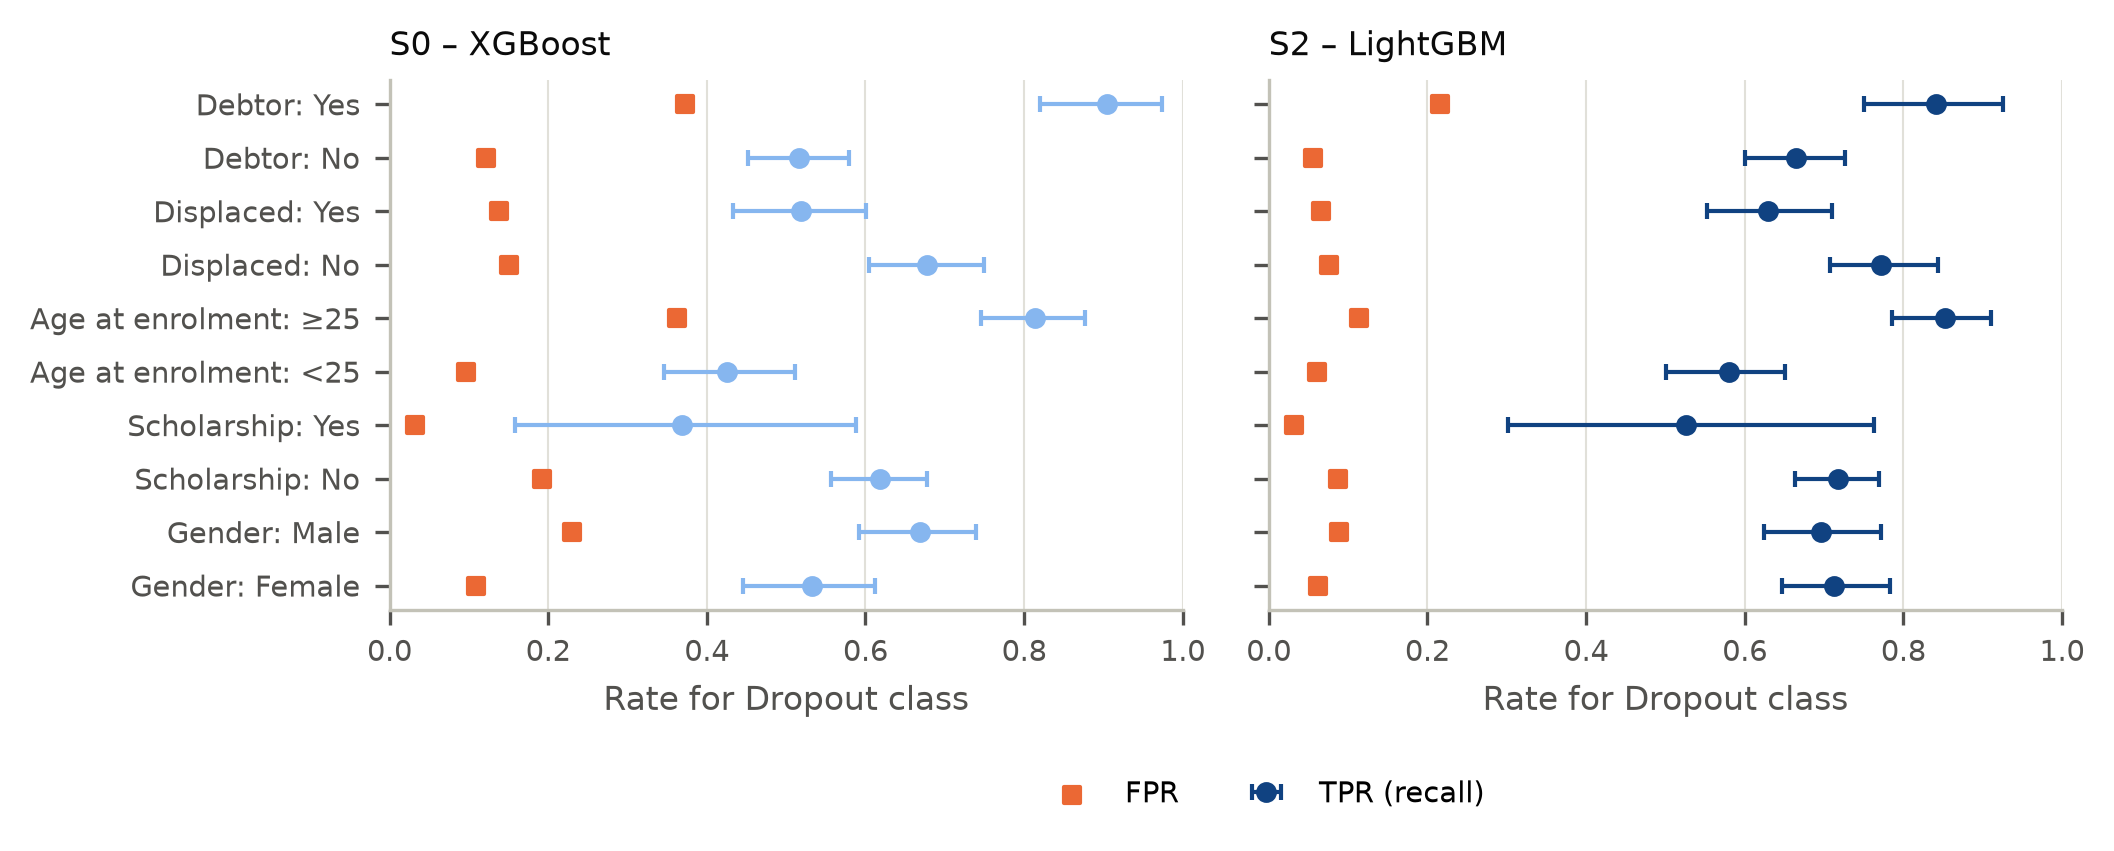 S0 – XGBoost
S2 – LightGBM
Debtor: Yes
Debtor: No
Displaced: Yes
Displaced: No
Age at enrolment: ≥25
Age at enrolment: <25
Scholarship: Yes
Scholarship: No
Gender: Male
Gender: Female
0.0 0.2 0.4 0.6 0.8 1.0
0.0 0.2 0.4 0.6 0.8 1.0
Rate for Dropout class
Rate for Dropout class
FPR
TPR (recall)